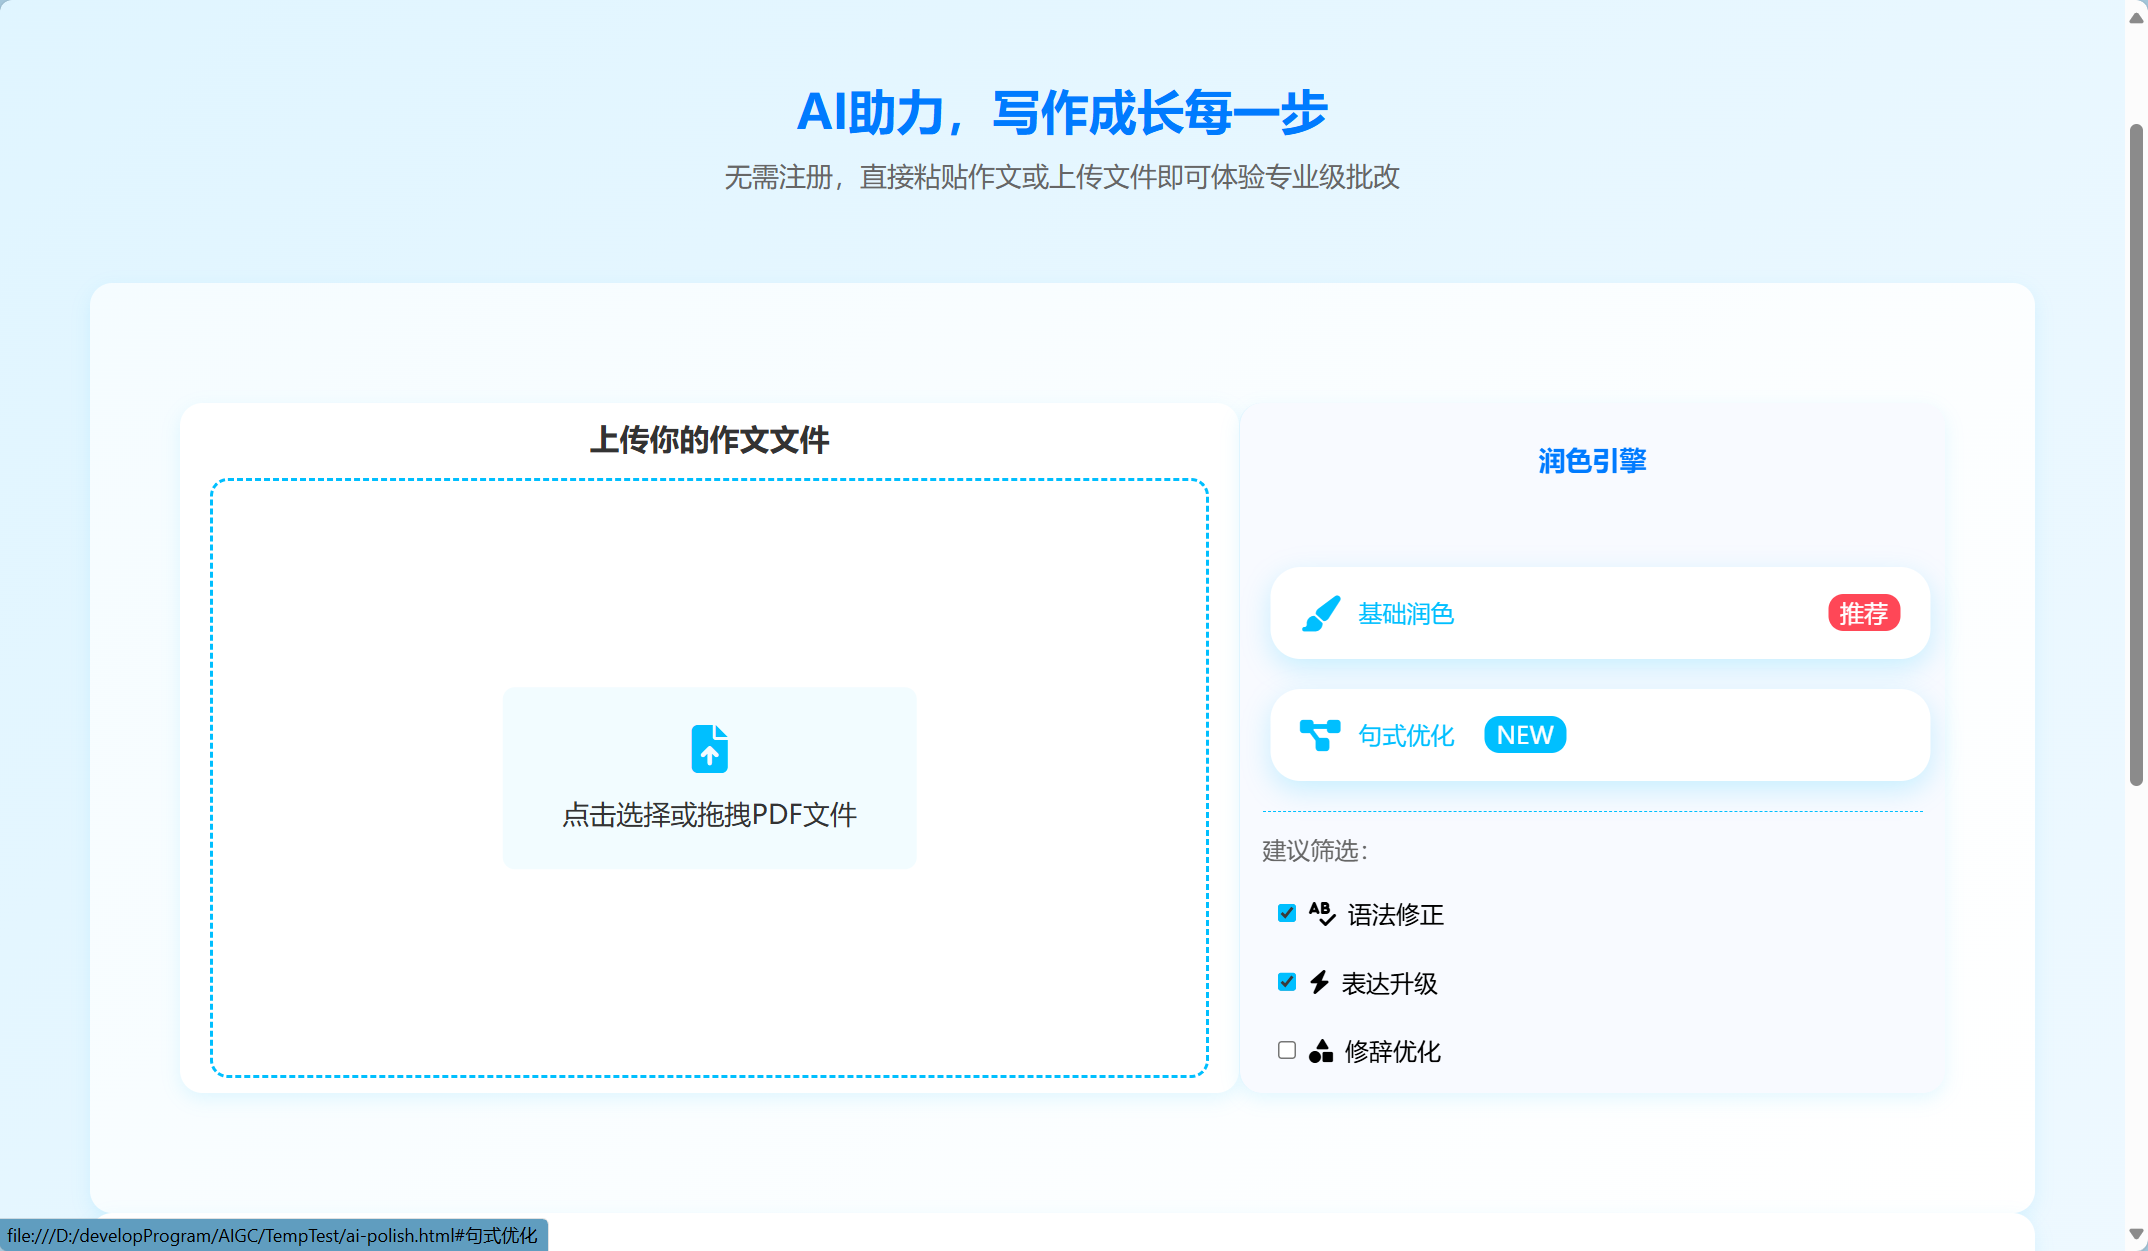 AI助力，写作成长每一步
无需注册，直接粘贴作文或上传文件即可体验专业级批改
上传你的作文文件
点击选择或拖拽PDF文件
润色引擎
基础润色 推荐
句式优化 NEW
建议筛选：
语法修正
表达升级
修辞优化
file:///D:/developProgram/AIGC/TempTest/ai-polish.html#句式优化